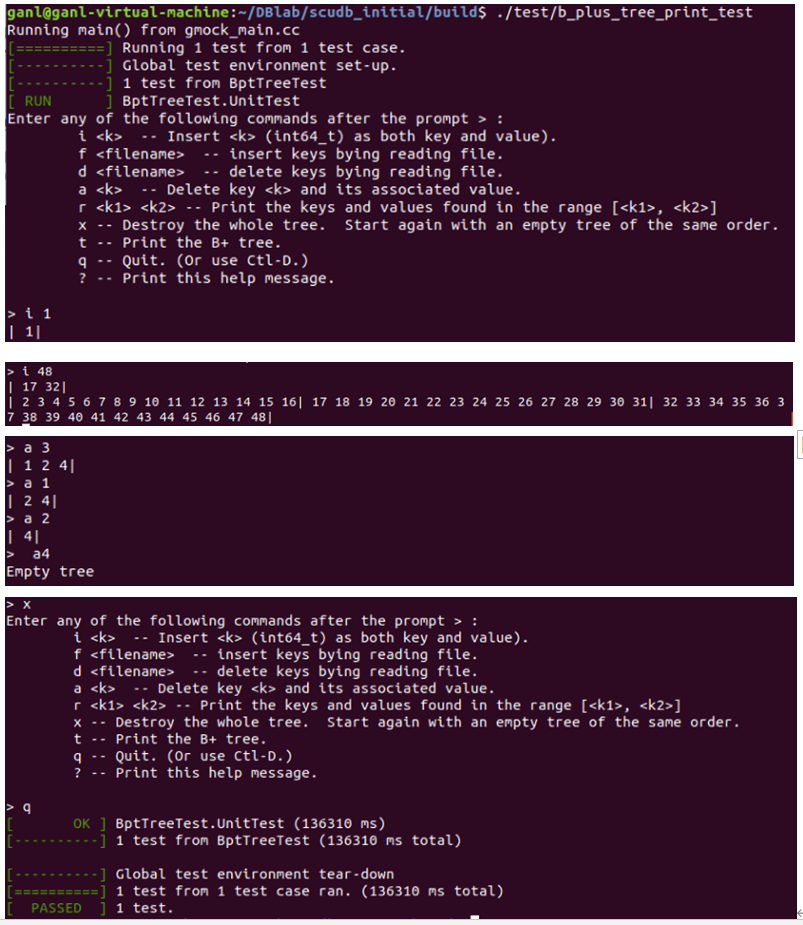 ganl@ganl-virtual-machine:~/DBlab/scudb_initial/build$ ./test/b_plus_tree_print_test
Running main() from gmock_main.cc
[==========] Running 1 test from 1 test case.
[----------] Global test environment set-up.
[----------] 1 test from BptTreeTest
[ RUN      ] BptTreeTest.UnitTest
Enter any of the following commands after the prompt > :
i <k>  -- Insert <k> (int64_t) as both key and value).
f <filename>  -- insert keys bying reading file.
d <filename>  -- delete keys bying reading file.
a <k>  -- Delete key <k> and its associated value.
r <k1> <k2> -- Print the keys and values found in the range [<k1>, <k2>]
x -- Destroy the whole tree.  Start again with an empty tree of the same order.
t -- Print the B+ tree.
q -- Quit. (Or use Ctl-D.)
? -- Print this help message.
> i 1
| 1|
> i 48
| 17 32|
| 2 3 4 5 6 7 8 9 10 11 12 13 14 15 16| 17 18 19 20 21 22 23 24 25 26 27 28 29 30 31| 32 33 34 35 36 3
7 38 39 40 41 42 43 44 45 46 47 48|
> a 3
| 1 2 4|
> a 1
| 2 4|
> a 2
| 4|
>  a4
Empty tree
> x
Enter any of the following commands after the prompt > :
i <k>  -- Insert <k> (int64_t) as both key and value).
f <filename>  -- insert keys bying reading file.
d <filename>  -- delete keys bying reading file.
a <k>  -- Delete key <k> and its associated value.
r <k1> <k2> -- Print the keys and values found in the range [<k1>, <k2>]
x -- Destroy the whole tree.  Start again with an empty tree of the same order.
t -- Print the B+ tree.
q -- Quit. (Or use Ctl-D.)
? -- Print this help message.
> q
[       OK ] BptTreeTest.UnitTest (136310 ms)
[----------] 1 test from BptTreeTest (136310 ms total)
[----------] Global test environment tear-down
[==========] 1 test from 1 test case ran. (136310 ms total)
[  PASSED  ] 1 test.